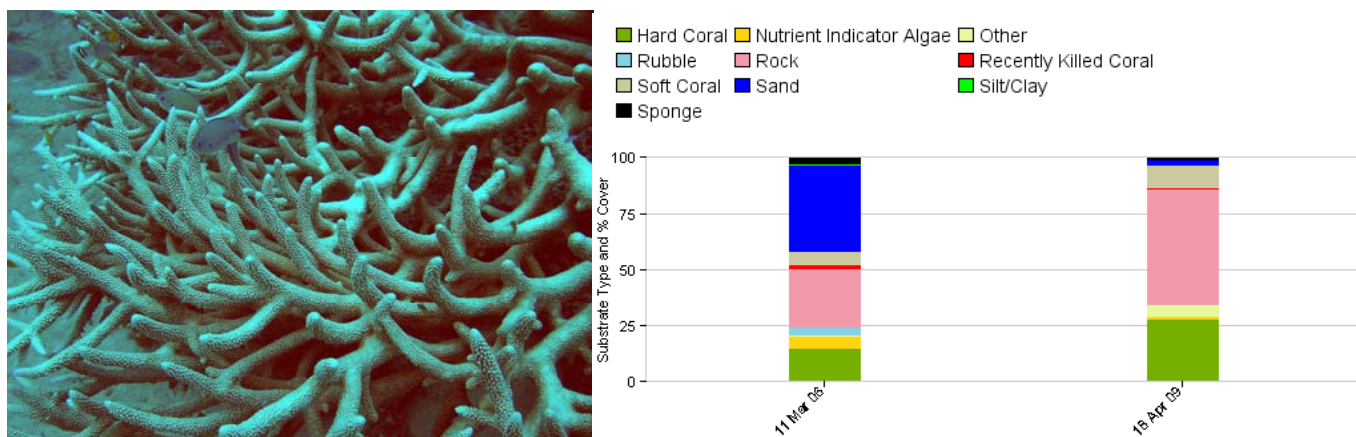 Hard Coral Nutrient Indicator Algae Other
Rubble Rock Recently Killed Coral
Soft Coral Sand Silt/Clay
Sponge
Substrate Type and % Cover
100
75
50
25
0
11 Mar 06
18 Apr 09